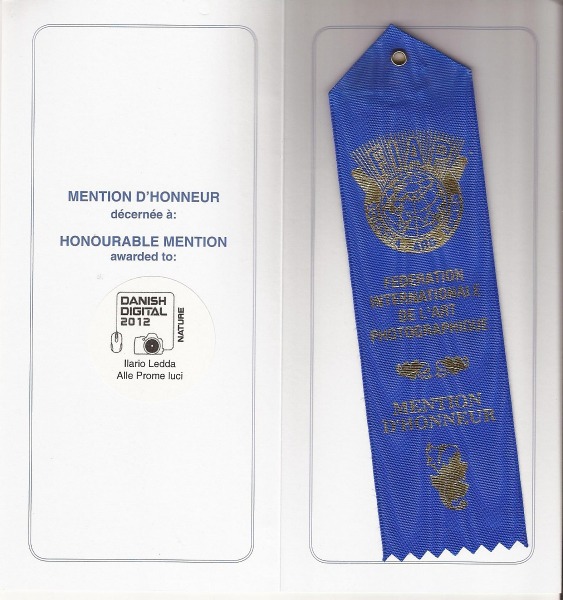 MENTION D'HONNEUR
décernée à:
HONOURABLE MENTION
awarded to:
DANISH
DIGITAL
2012
NATURE
Ilario Ledda
Alle Prome luci
FIAP
FEDERATION
INTERNATIONALE
DE L'ART
PHOTOGRAPHIQUE
MENTION
D'HONNEUR